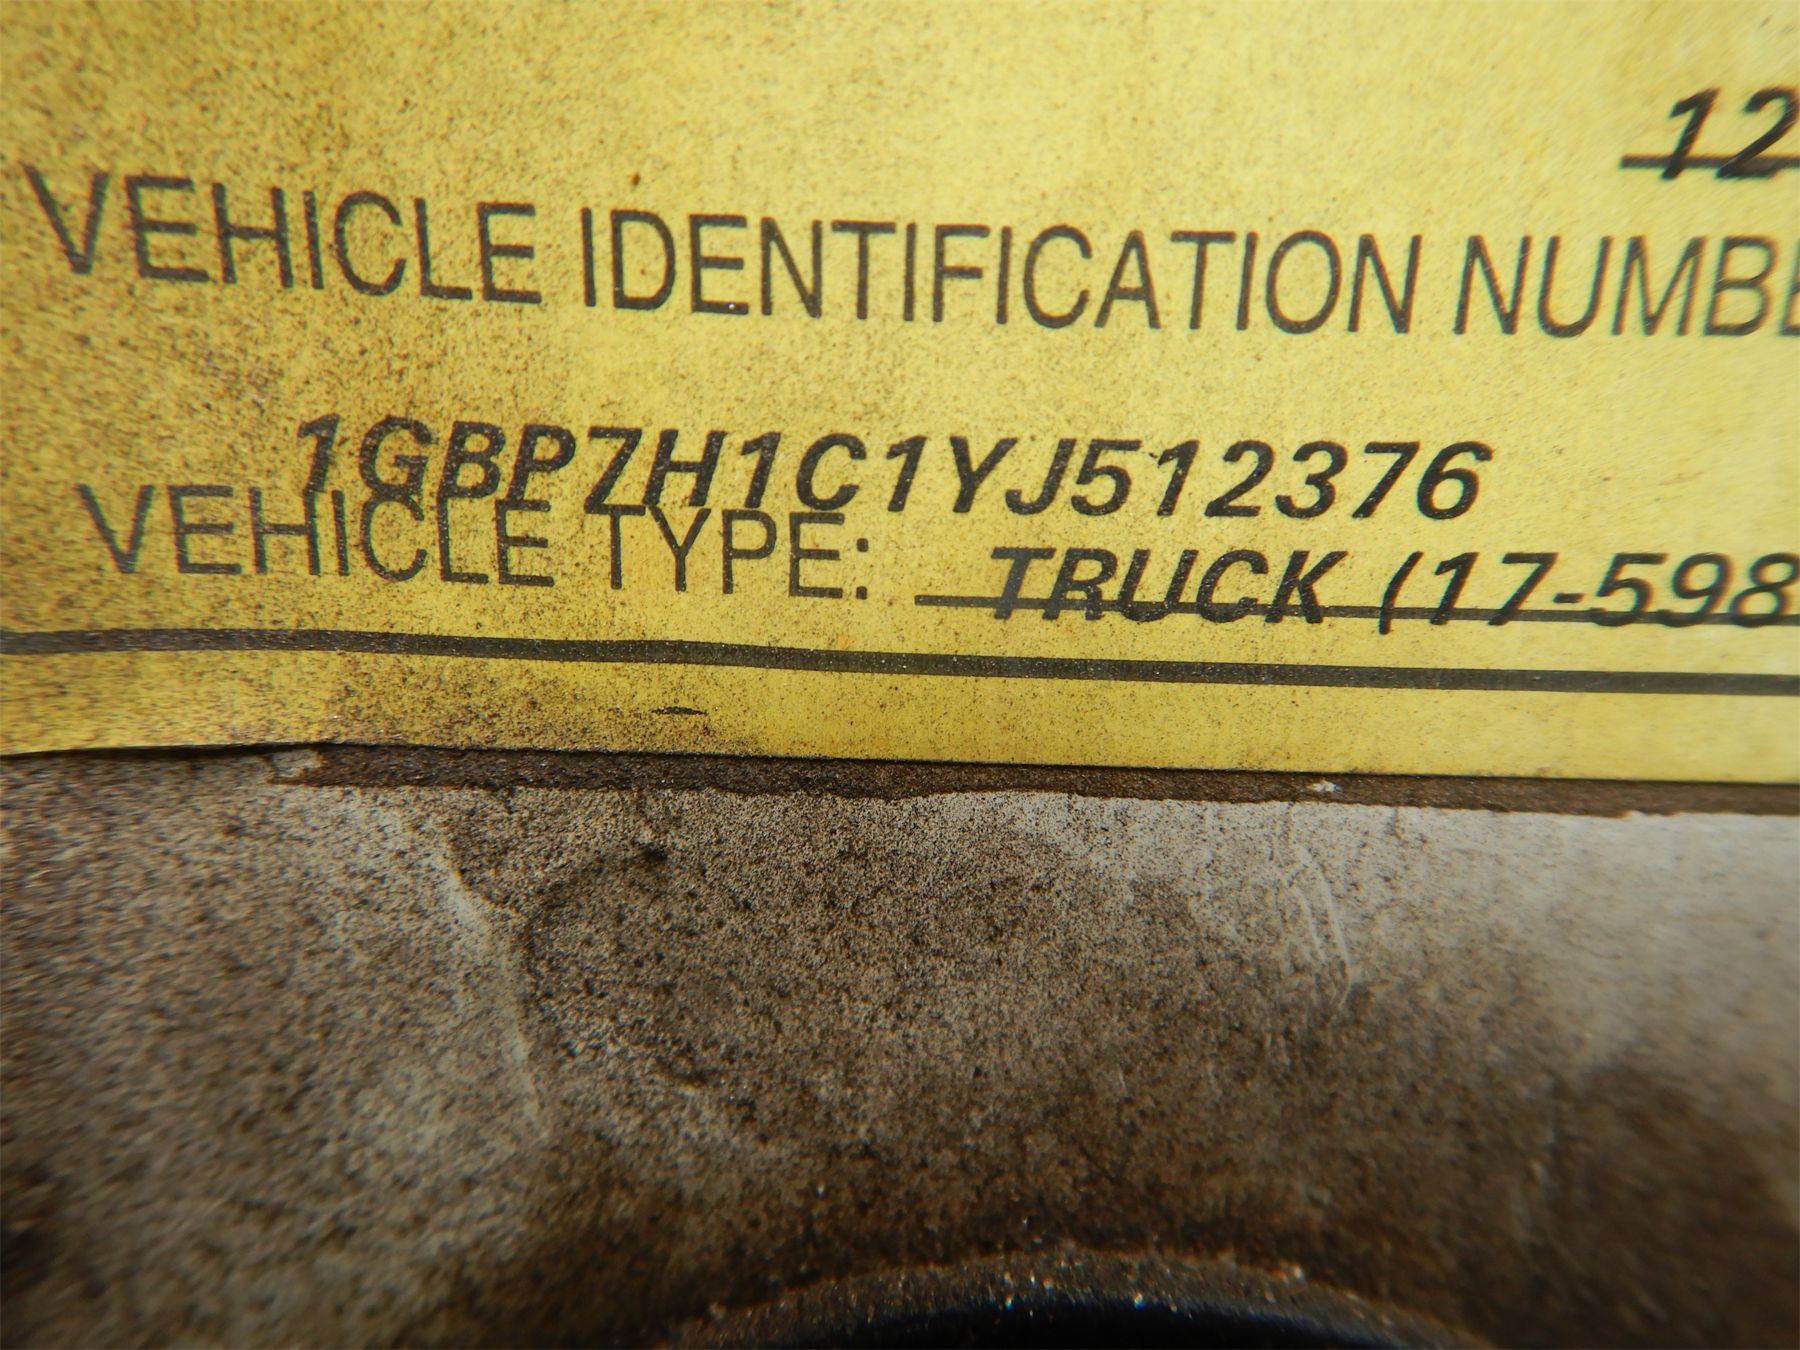 12
VEHICLE IDENTIFICATION NUMBE
1GBP7H1C1YJ512376
VEHICLE TYPE: TRUCK (17-598